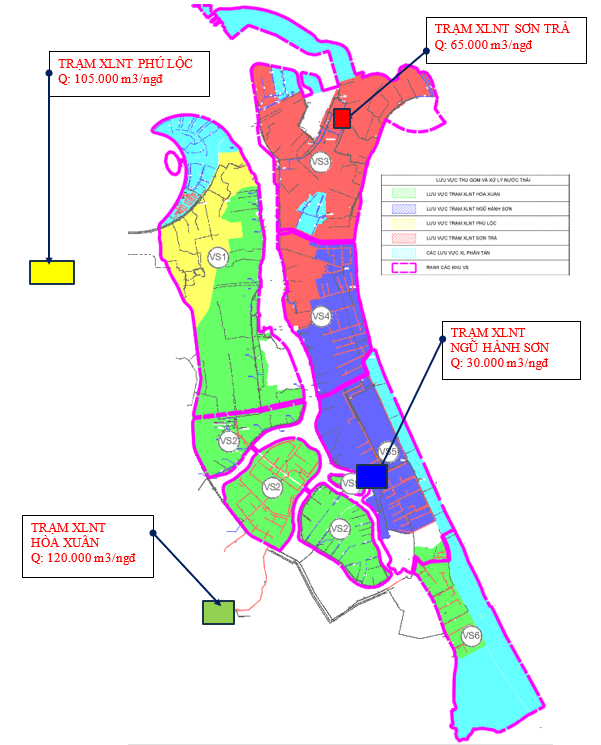 TRẠM XLNT SƠN TRÀ
Q: 65.000 m3/ngđ
TRẠM XLNT PHÚ LỘC
Q: 105.000 m3/ngđ
VS3
LƯU VỰC THU GOM VÀ XỬ LÝ NƯỚC THẢI
LƯU VỰC TRẠM XLNT HÒA XUÂN
LƯU VỰC TRẠM XLNT NGŨ HÀNH SƠN
LƯU VỰC TRẠM XLNT PHÚ LỘC
LƯU VỰC TRẠM XLNT SƠN TRÀ
CÁC LƯU VỰC XL PHÂN TÁN
RANH CÁC KHU VS
VS1
VS4
TRẠM XLNT
NGŨ HÀNH SƠN
Q: 30.000 m3/ngđ
VS2
VS5
VS2
VS2
TRẠM XLNT
HÒA XUÂN
Q: 120.000 m3/ngđ
VS6